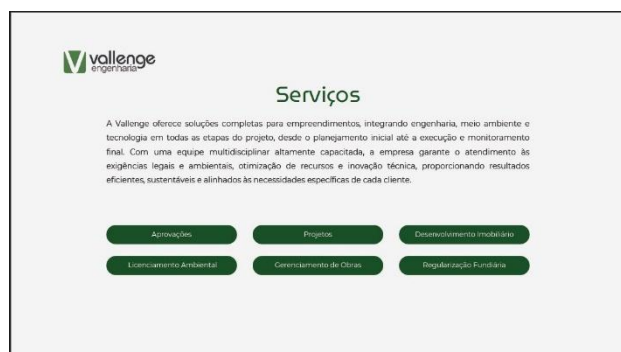 vallenge
engenharia
Serviços
A Vallenge oferece soluções completas para empreendimentos, integrando engenharia, meio ambiente e
tecnologia em todas as etapas do projeto, desde o planejamento inicial até a execução e monitoramento
final. Com uma equipe multidisciplinar altamente capacitada, a empresa garante o atendimento às
exigências legais e ambientais, otimização de recursos e inovação técnica, proporcionando resultados
eficientes, sustentáveis e alinhados às necessidades específicas de cada cliente.
Aprovações
Projetos
Desenvolvimento Imobiliário
Licenciamento Ambiental
Gerenciamento de Obras
Regularização Fundiária